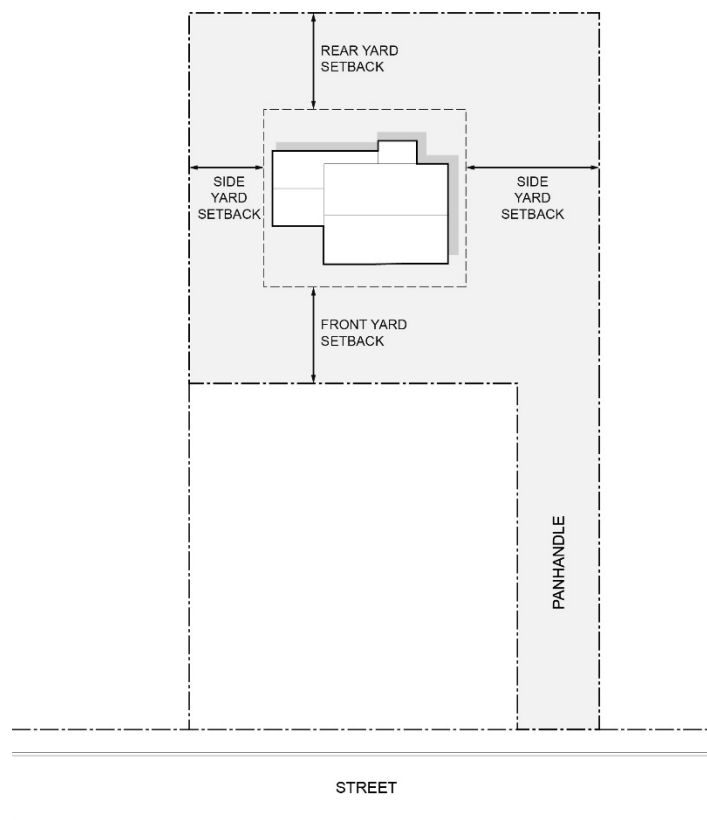 REAR YARD
SETBACK
SIDE
YARD
SETBACK
SIDE
YARD
SETBACK
FRONT YARD
SETBACK
PANHANDLE
STREET